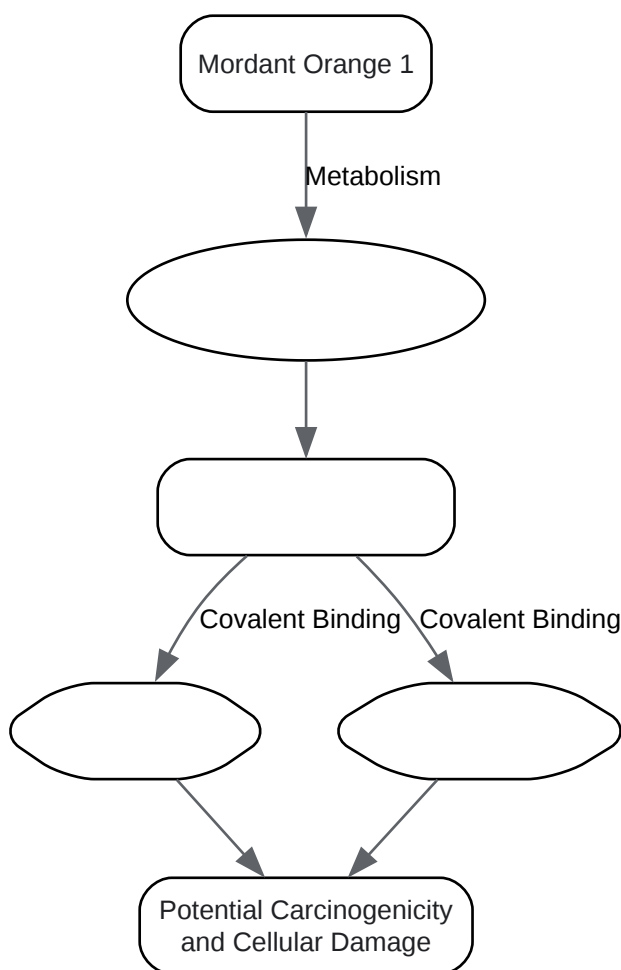 Mordant Orange 1
Metabolism
Covalent Binding
Covalent Binding
Potential Carcinogenicity
and Cellular Damage